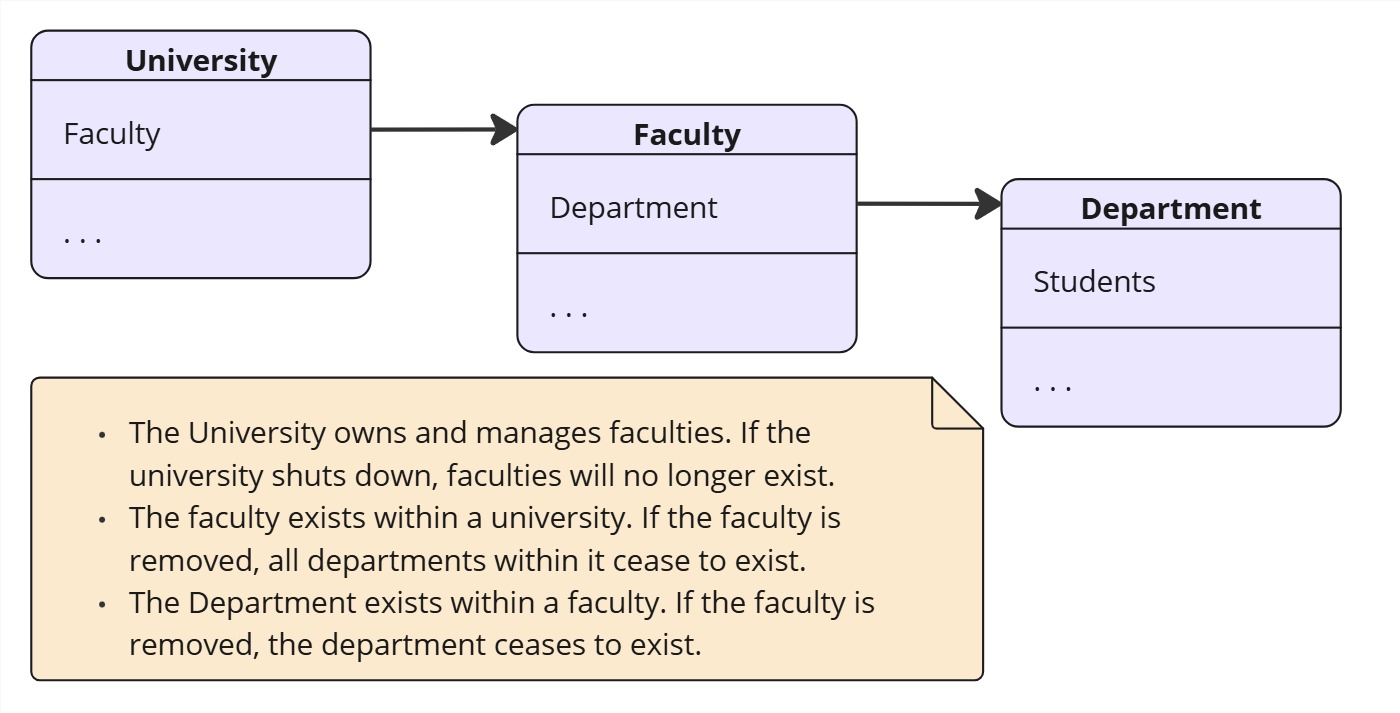 University
Faculty
. . .
Faculty
Department
. . .
Department
Students
. . .
• The University owns and manages faculties. If the
university shuts down, faculties will no longer exist.
• The faculty exists within a university. If the faculty is
removed, all departments within it cease to exist.
• The Department exists within a faculty. If the faculty is
removed, the department ceases to exist.